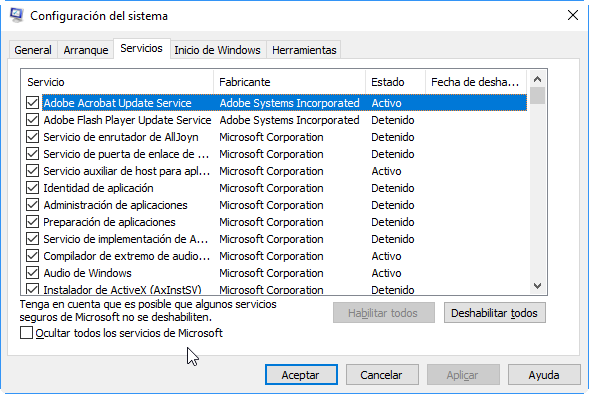 Configuración del sistema
General Arranque Servicios Inicio de Windows Herramientas
Servicio Fabricante Estado Fecha de desha...
Adobe Acrobat Update Service Adobe Systems Incorporated Activo
Adobe Flash Player Update Service Adobe Systems Incorporated Detenido
Servicio de enrutador de AllJoyn Microsoft Corporation Detenido
Servicio de puerta de enlace de ... Microsoft Corporation Detenido
Servicio auxiliar de host para apl... Microsoft Corporation Activo
Identidad de aplicación Microsoft Corporation Detenido
Administración de aplicaciones Microsoft Corporation Detenido
Preparación de aplicaciones Microsoft Corporation Detenido
Servicio de implementación de A... Microsoft Corporation Detenido
Compilador de extremo de audio... Microsoft Corporation Activo
Audio de Windows Microsoft Corporation Activo
Instalador de ActiveX (AxInstSV) Microsoft Corporation Detenido
Tenga en cuenta que es posible que algunos servicios
seguros de Microsoft no se deshabiliten.
Habilitar todos Deshabilitar todos
Ocultar todos los servicios de Microsoft
Aceptar Cancelar Aplicar Ayuda